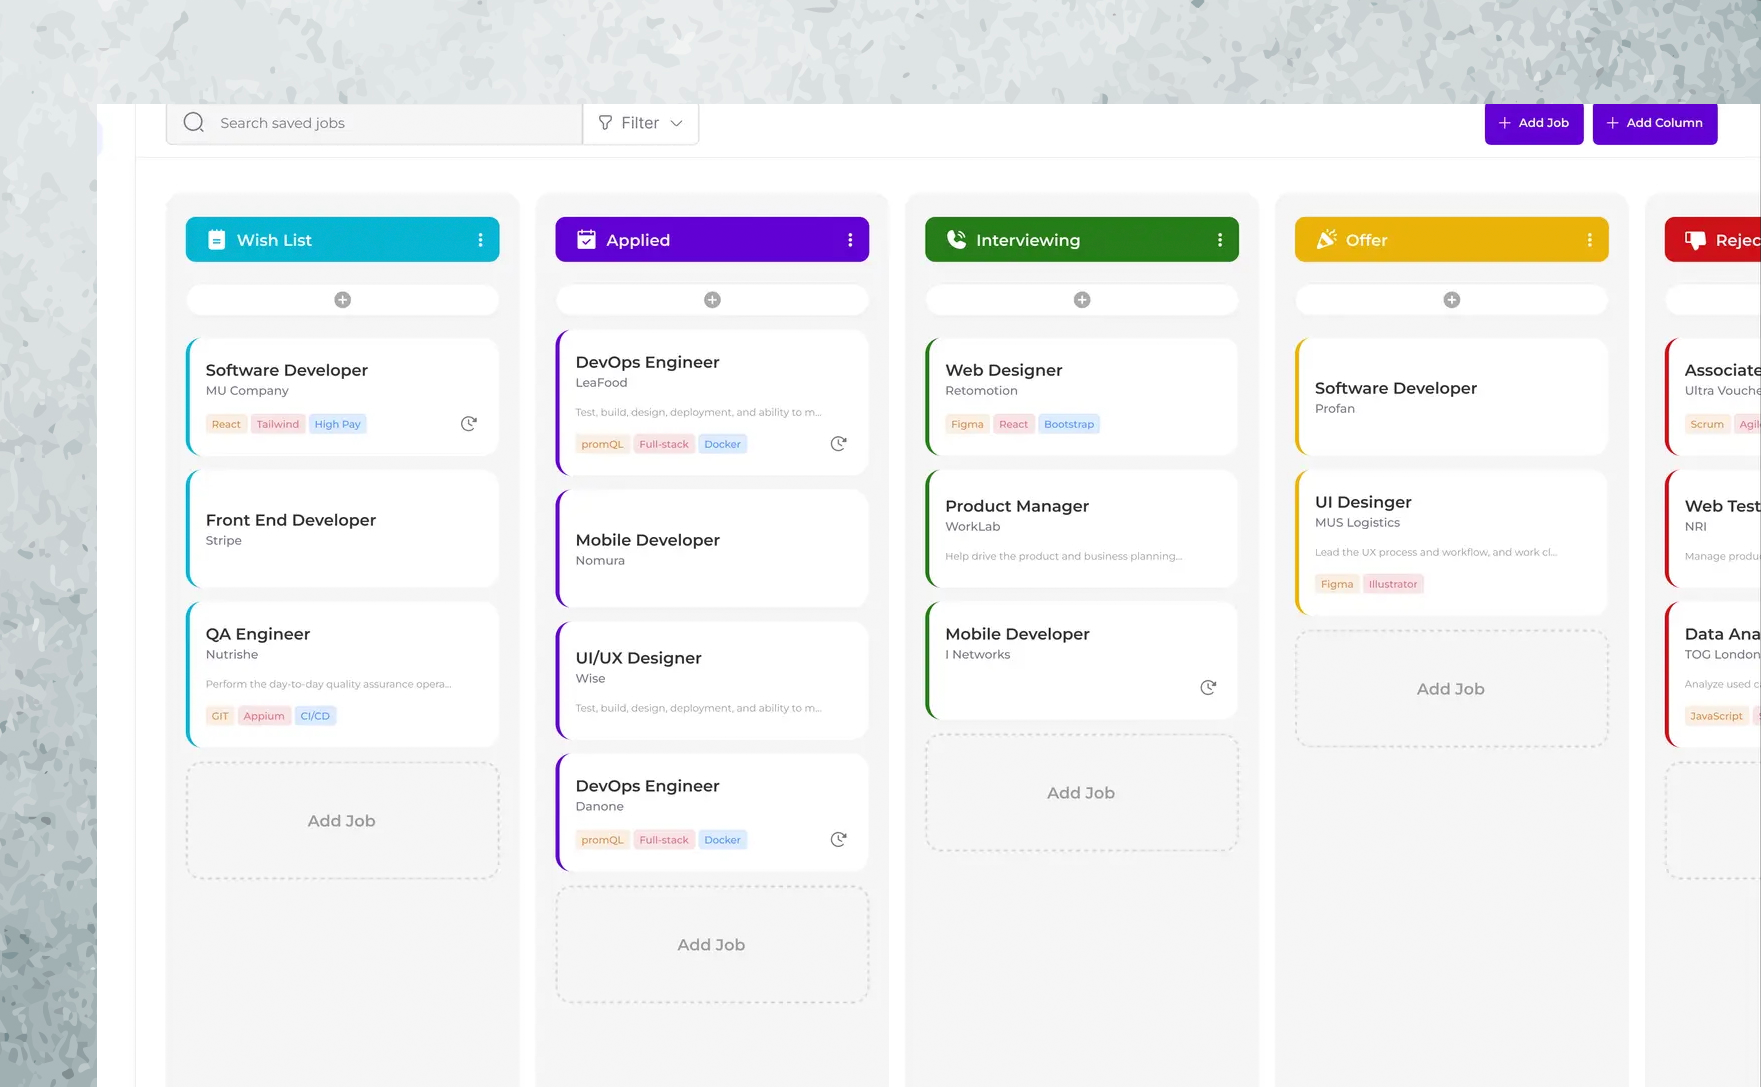 Search saved jobs
Filter
Add Job
Add Column
Wish List
Software Developer
MU Company
React Tailwind High Pay
Front End Developer
Stripe
QA Engineer
Nutrishe
Perform the day-to-day quality assurance opera...
GIT Appium CI/CD
Add Job
Applied
DevOps Engineer
LeaFood
Test, build, design, deployment, and ability to m...
promQL Full-stack Docker
Mobile Developer
Nomura
UI/UX Designer
Wise
Test, build, design, deployment, and ability to m...
DevOps Engineer
Danone
promQL Full-stack Docker
Add Job
Interviewing
Web Designer
Retomotion
Figma React Bootstrap
Product Manager
WorkLab
Help drive the product and business planning...
Mobile Developer
I Networks
Add Job
Offer
Software Developer
Profan
UI Desinger
MUS Logistics
Lead the UX process and workflow, and work cl...
Figma Illustrator
Add Job
Rejec
Associate
Ultra Vouche
Scrum Agil
Web Test
NRI
Manage produ
Data Ana
TOG London
Analyze used c
JavaScript